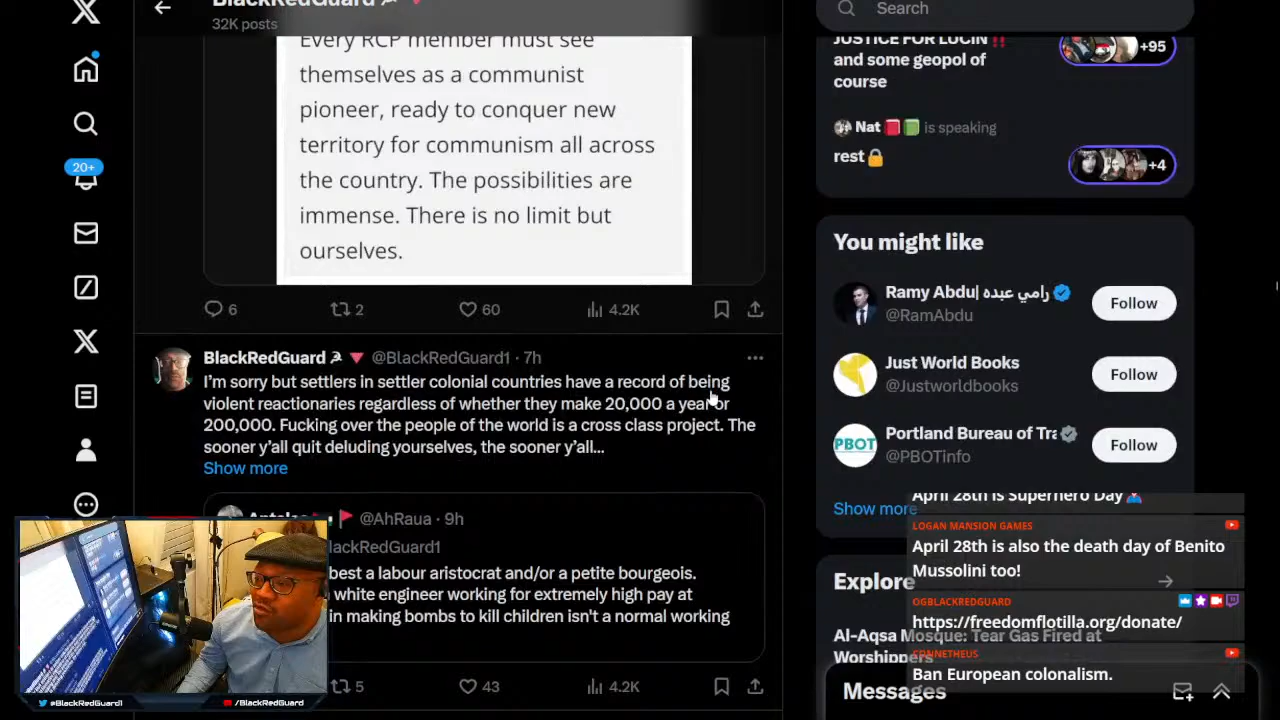 BlackRedGuard
32K posts
Every RCP member must see
themselves as a communist
pioneer, ready to conquer new
territory for communism all across
the country. The possibilities are
immense. There is no limit but
ourselves.
6
2
60
4.2K
20+
BlackRedGuard ☭ 🔻 @BlackRedGuard1 · 7h
I'm sorry but settlers in settler colonial countries have a record of being
violent reactionaries regardless of whether they make 20,000 a year or
200,000. Fucking over the people of the world is a cross class project. The
sooner y'all quit deluding yourselves, the sooner y'all...
Show more
@AhRaua · 9h
lackRedGuard1
best a labour aristocrat and/or a petite bourgeois.
white engineer working for extremely high pay at
in making bombs to kill children isn't a normal working
5
43
4.2K
@BlackRedGuard1
/BlackRedGuard
Search
JUSTICE FOR LUCIN ‼️
and some geopol of
course
+95
Nat 📕📗 is speaking
rest🔒
+4
You might like
Ramy Abdu| رامي عبده
@RamAbdu
Follow
Just World Books
@Justworldbooks
Follow
PBOT
Portland Bureau of Tra
@PBOTinfo
Follow
Show more
April 28th is Superhero Day
LOGAN MANSION GAMES
April 28th is also the death day of Benito
Mussolini too!
Explore
OGBLACKREDGUARD
https://freedomflotilla.org/donate/
Al-Aqsa Mosque: Tear Gas Fired at
Worshippers
Ban European colonalism.
Messages